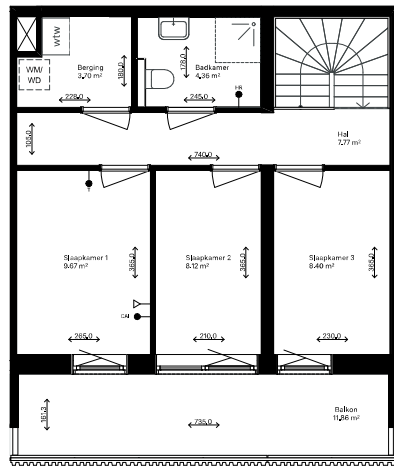 wtw
WM/
WD
Berging
3.70 m²
180.0
228.0
Badkamer
4.36 m²
178.0
245.0
HR
Hal
7.77 m²
105.0
740.0
T
Slaapkamer 1
9.67 m²
365.0
265.0
CAI
Slaapkamer 2
8.12 m²
365.0
210.0
Slaapkamer 3
8.40 m²
365.0
230.0
Balkon
11.86 m²
161.3
735.0